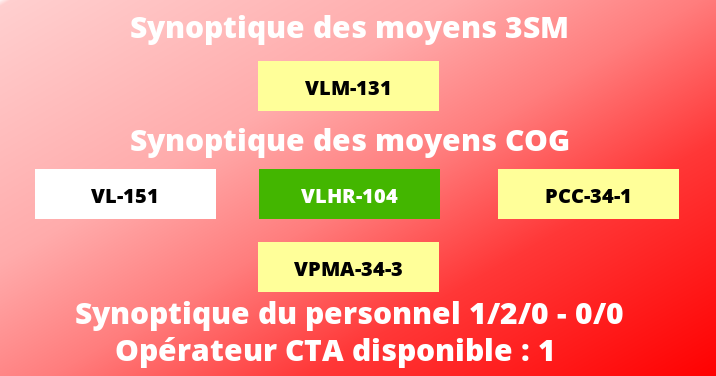 Synoptique des moyens 3SM
VLM-131
Synoptique des moyens COG
VL-151 VLHR-104 PCC-34-1
VPMA-34-3
Synoptique du personnel 1/2/0 - 0/0
Opérateur CTA disponible : 1